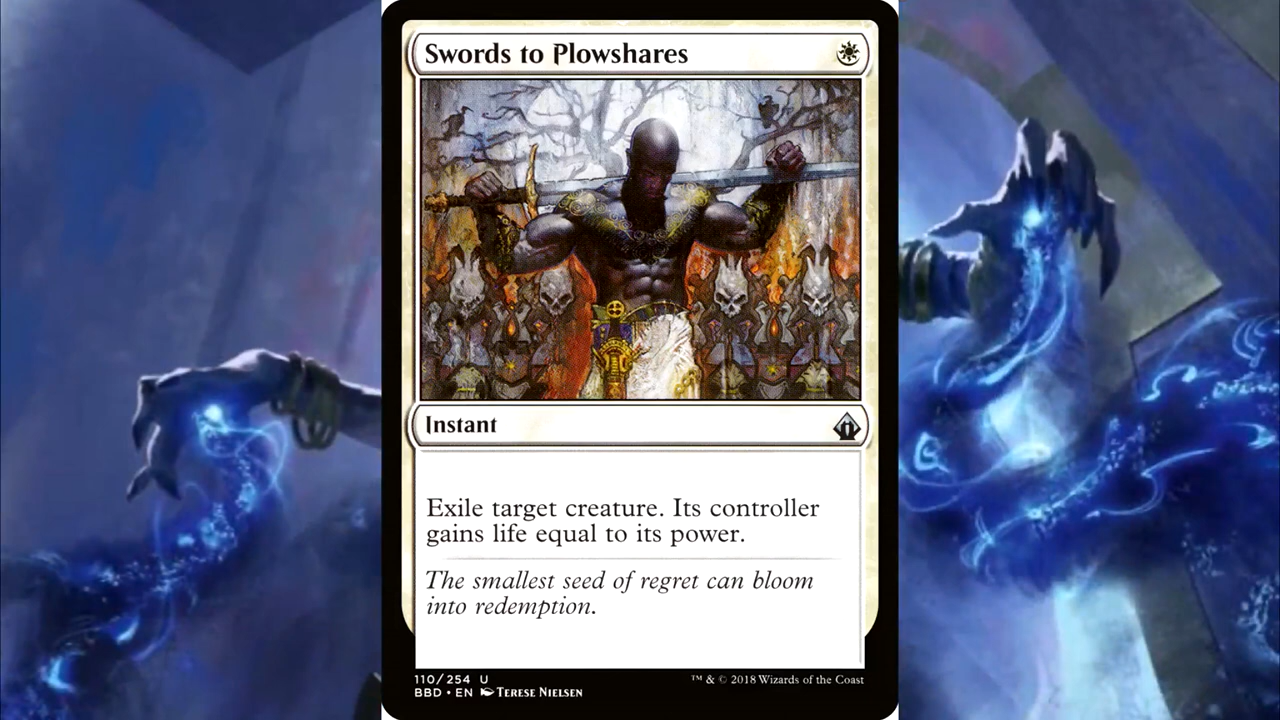 Swords to Plowshares
Instant
Exile target creature. Its controller
gains life equal to its power.
The smallest seed of regret can bloom
into redemption.
110/254 U
BBD • EN TERESE NIELSEN
™ & © 2018 Wizards of the Coast